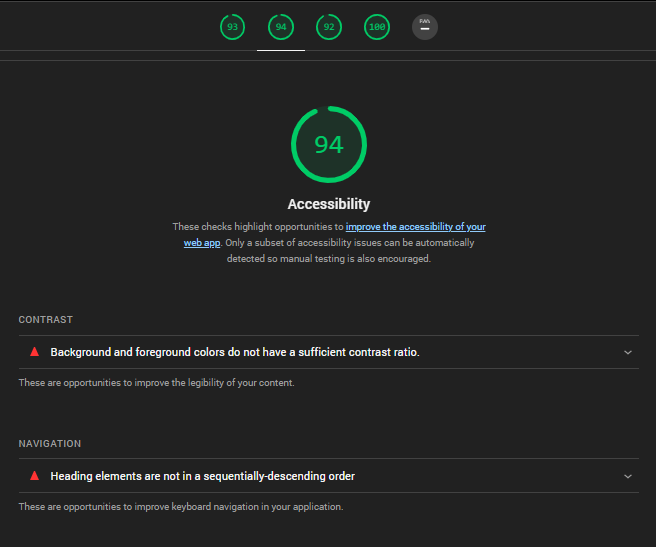 93 94 92 100 PWA
94
Accessibility
These checks highlight opportunities to improve the accessibility of your
web app. Only a subset of accessibility issues can be automatically
detected so manual testing is also encouraged.
CONTRAST
Background and foreground colors do not have a sufficient contrast ratio.
These are opportunities to improve the legibility of your content.
NAVIGATION
Heading elements are not in a sequentially-descending order
These are opportunities to improve keyboard navigation in your application.